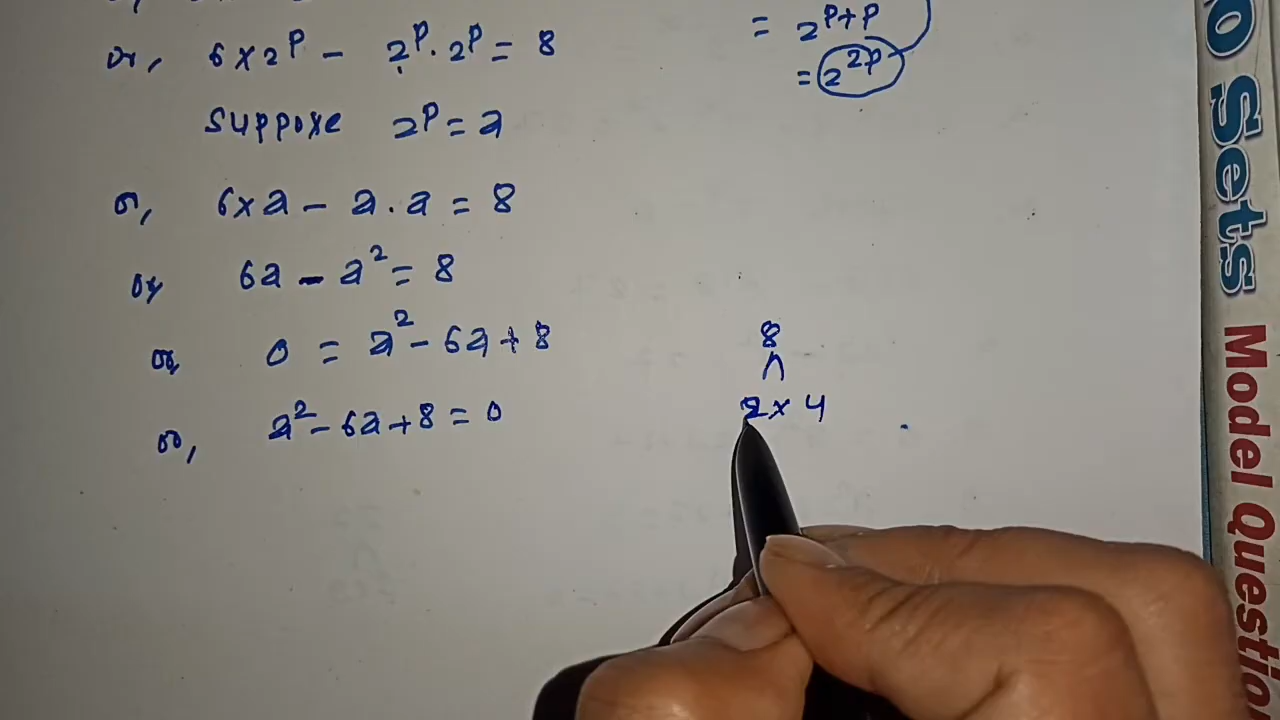 = 2^{p+p}
or, 6 × 2^p - 2^p . 2^p = 8
= 2^{2p}
Suppose 2^p = a
or, 6 × a - a . a = 8
or 6a - a^2 = 8
or 0 = a^2 - 6a + 8
or, a^2 - 6a + 8 = 0
8
2 × 4
Sets
Model Question